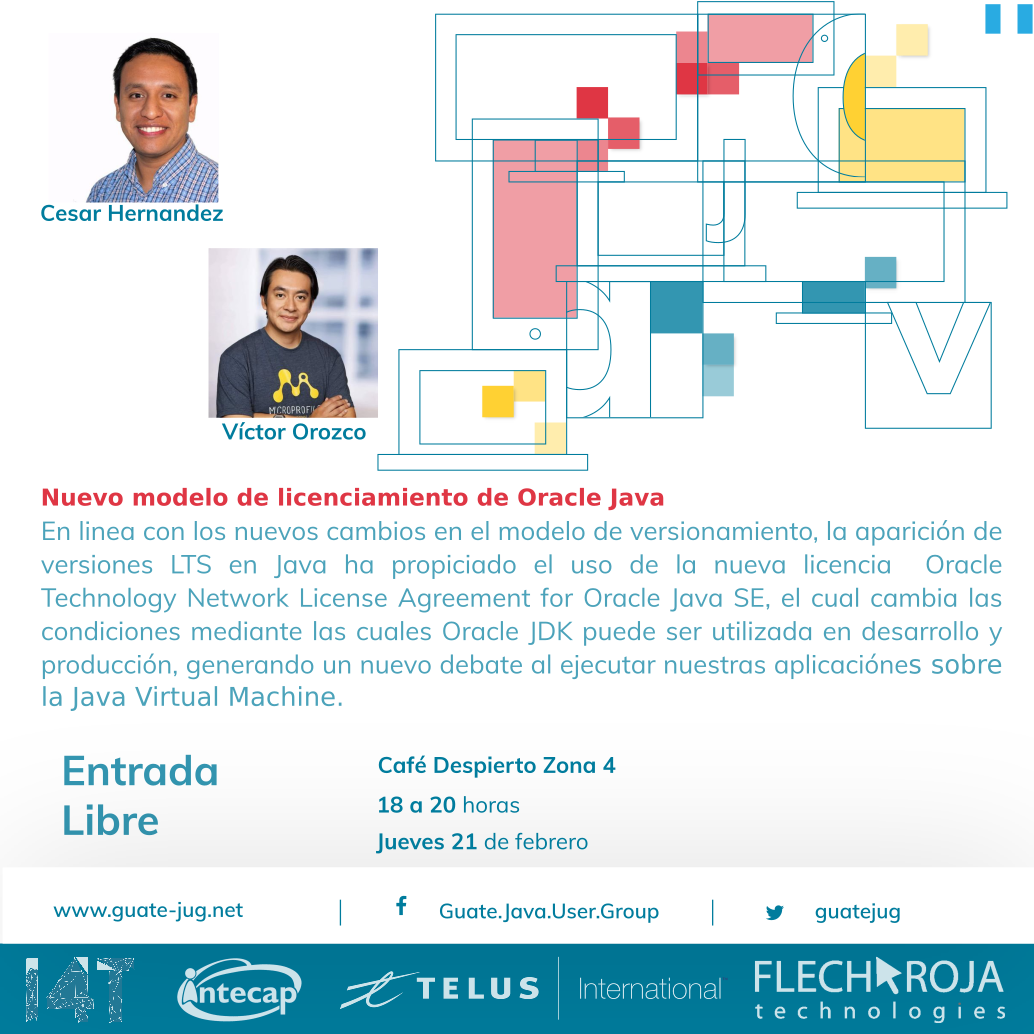 Cesar Hernandez
MICROPROFI
Víctor Orozco
J
V
Nuevo modelo de licenciamiento de Oracle Java
En linea con los nuevos cambios en el modelo de versionamiento, la aparición de
versiones LTS en Java ha propiciado el uso de la nueva licencia Oracle
Technology Network License Agreement for Oracle Java SE, el cual cambia las
condiciones mediante las cuales Oracle JDK puede ser utilizada en desarrollo y
producción, generando un nuevo debate al ejecutar nuestras aplicaciónes sobre
la Java Virtual Machine.
Entrada
Libre
Café Despierto Zona 4
18 a 20 horas
Jueves 21 de febrero
www.guate-jug.net | Guate.Java.User.Group | guatejug
I4T intecap TELUS International FLECHAROJA
technologies